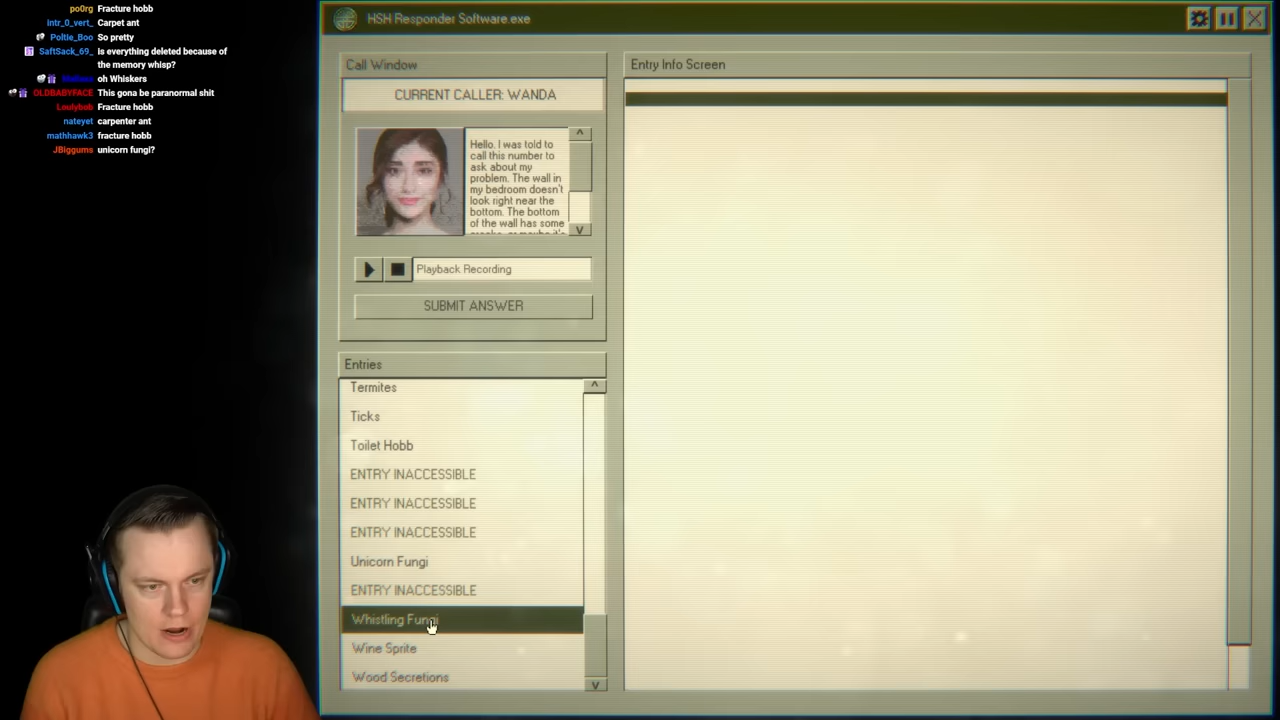 po0rg Fracture hobb
intr_0_vert_ Carpet ant
Poltie_Boo So pretty
SaftSack_69_ is everything deleted because of
the memory whisp?
oh Whiskers
OLDBABYFACE This gona be paranormal shit
Loulybob Fracture hobb
nateyet carpenter ant
mathhawk3 fracture hobb
JBiggums unicorn fungi?
HSH Responder Software.exe
Call Window
CURRENT CALLER: WANDA
Hello. I was told to
call this number to
ask about my
problem. The wall in
my bedroom doesn't
look right near the
bottom. The bottom
of the wall has some
Playback Recording
SUBMIT ANSWER
Entries
Termites
Ticks
Toilet Hobb
ENTRY INACCESSIBLE
ENTRY INACCESSIBLE
ENTRY INACCESSIBLE
Unicorn Fungi
ENTRY INACCESSIBLE
Whistling Fungi
Wine Sprite
Wood Secretions
Entry Info Screen